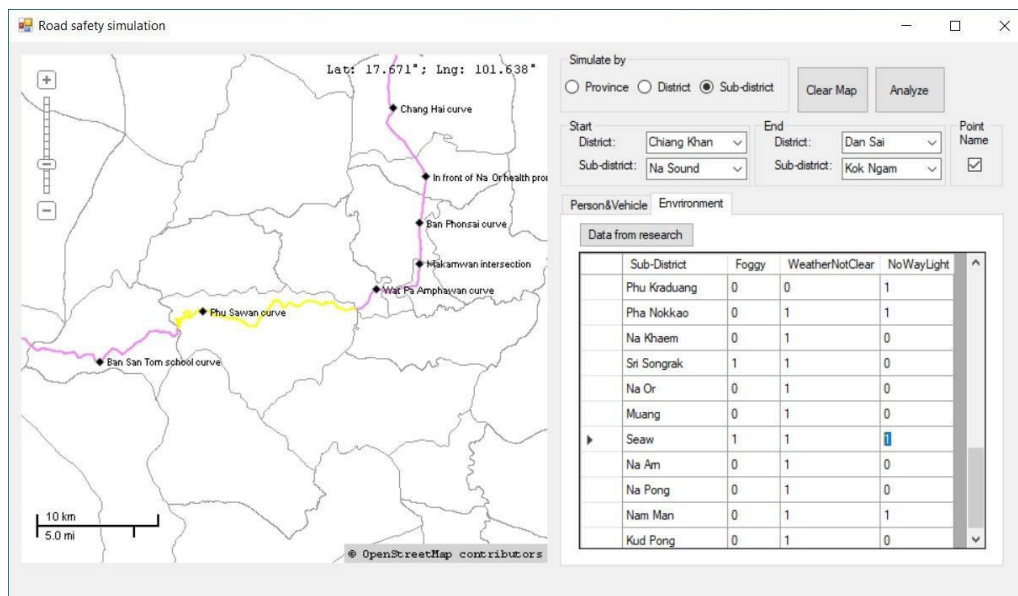 Road safety simulation
Lat: 17.671°; Lng: 101.638°
Chang Hai curve
In front of Na Or health pron
Ban Phonsai curve
Makamwan intersection
Wat Pa Amphawan curve
Phu Sawan curve
Ban San Tom school curve
10 km
5.0 mi
© OpenStreetMap contributors
Simulate by
Province District Sub-district
Clear Map
Analyze
Start
District: Chiang Khan
Sub-district: Na Sound
End
District: Dan Sai
Sub-district: Kok Ngam
Point
Name
Person&Vehicle Envrironment
Data from research
Sub-District Foggy WeatherNotClear NoWayLight
Phu Kraduang 0 0 1
Pha Nokkao 0 1 1
Na Khaem 0 1 0
Sri Songrak 1 1 0
Na Or 0 1 0
Muang 0 1 0
Seaw 1 1 1
Na Am 0 1 0
Na Pong 0 1 0
Nam Man 0 1 1
Kud Pong 0 1 0